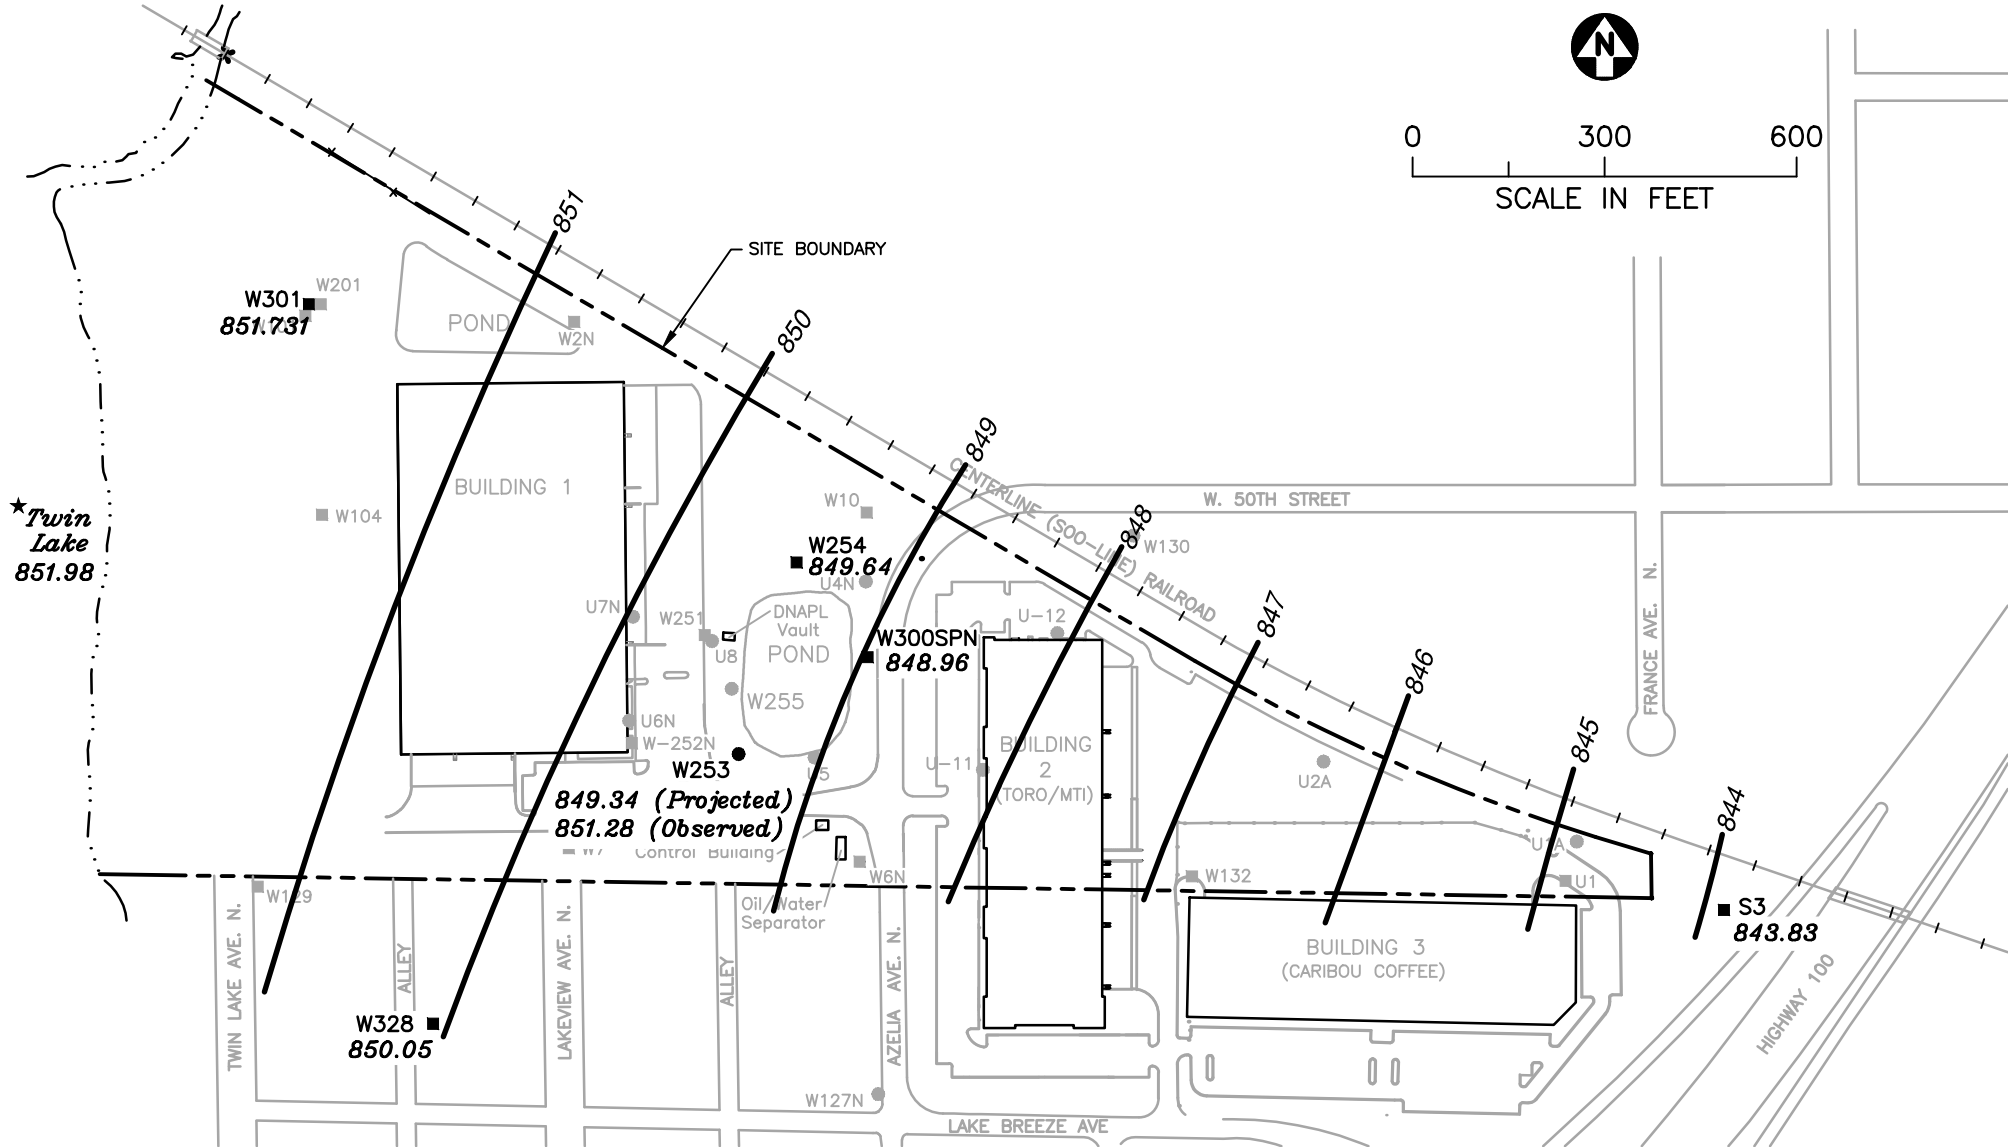 N
0 300 600
SCALE IN FEET
851
SITE BOUNDARY
W201
W301
851.731
POND
W2N
850
849
CENTERLINE (SOO-LINE) RAILROAD
W. 50TH STREET
BUILDING 1
W10
W104
Twin
Lake
851.98
848
W130
W254
849.64
U4N
FRANCE AVE. N.
U7N
W251
DNAPL
Vault
POND
U8
U-12
847
W300SPN
848.96
846
W255
U6N
W-252N
W253
U5
849.34 (Projected)
851.28 (Observed)
U-11
BUILDING
2
(TORO/MTI)
U2A
845
844
U1A
W7
Control Building
W6N
W132
U1
W129
Oil/Water
Separator
S3
843.83
TWIN LAKE AVE. N.
ALLEY
LAKEVIEW AVE. N.
ALLEY
AZELIA AVE. N.
BUILDING 3
(CARIBOU COFFEE)
HIGHWAY 100
W328
850.05
W127N
LAKE BREEZE AVE